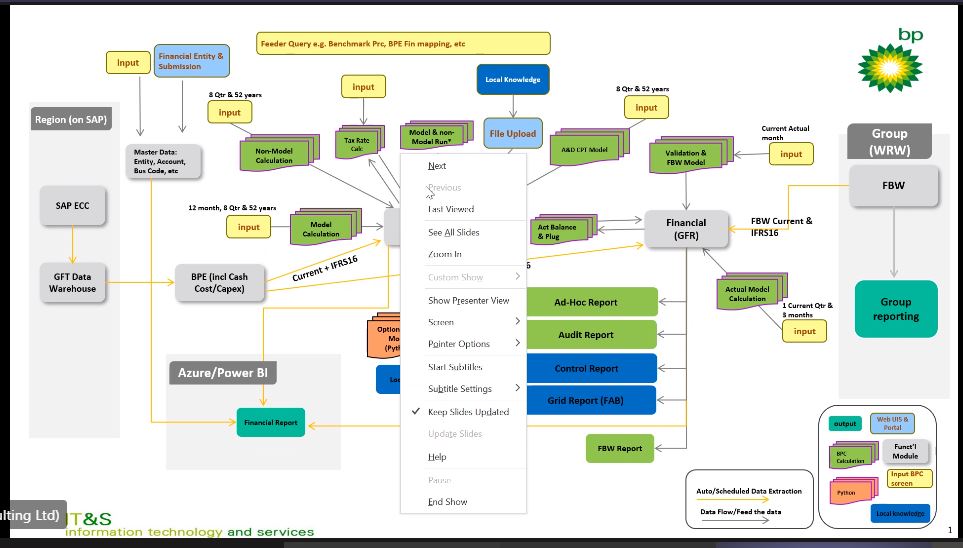 bp
Feeder Query e.g. Benchmark Prc, BPE Fin mapping, etc
Input
Financial Entity &
Submission
Local Knowledge
input
8 Qtr & 52 years
input
8 Qtr & 52 years
input
Region (on SAP)
Master Data:
Entity, Account,
Bus Code, etc
Non-Model
Calculation
Tax Rate
Calc
Model & non-
Model Run*
File Upload
A&D CPT Model
Validation &
FBW Model
Current Actual
month
input
Group
(WRW)
FBW
SAP ECC
12 month, 8 Qtr & 52 years
input
Model
Calculation
Act Balance
& Plug
Financial
(GFR)
FBW Current &
IFRS16
GFT Data
Warehouse
BPE (incl Cash
Cost/Capex)
Current + IFRS16
6
Actual Model
Calculation
1 Current Qtr &
3 months
input
Group
reporting
Next
Previous
Last Viewed
See All Slides
Zoom In
Custom Show
Show Presenter View
Screen
Pointer Options
Start Subtitles
Subtitle Settings
Keep Slides Updated
Update Slides
Help
Pause
End Show
Ad-Hoc Report
Audit Report
Control Report
Grid Report (FAB)
FBW Report
Option
Mo
(Pyth
Loc
Azure/Power BI
Financial Report
Auto/Scheduled Data Extraction
Data Flow/Feed the data
output
Web UI5 &
Portal
BPC
Calculation
Funct'l
Module
Input BPC
screen
Python
Local knowledge
ulting Ltd)
IT&S
information technology and services
1